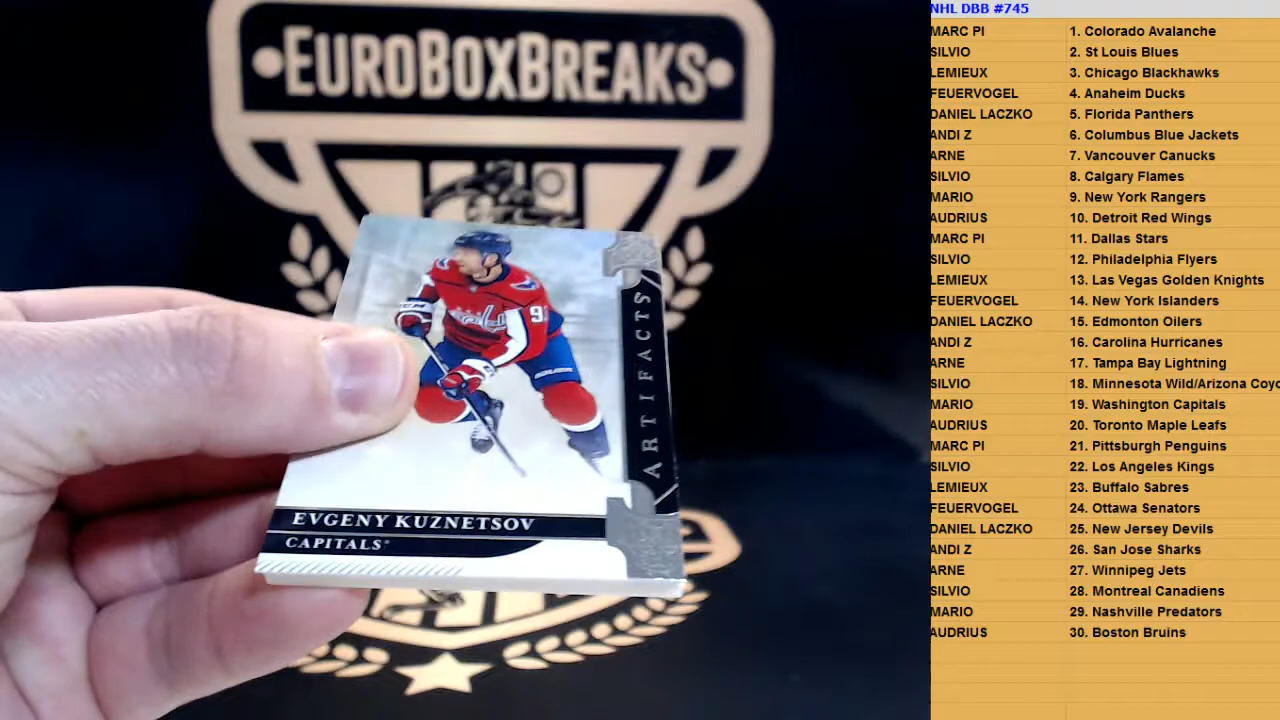 EUROBOXBREAKS
ARTIFACTS
EVGENY KUZNETSOV
CAPITALS
NHL DBB #745
MARC PI 1. Colorado Avalanche
SILVIO 2. St Louis Blues
LEMIEUX 3. Chicago Blackhawks
FEUERVOGEL 4. Anaheim Ducks
DANIEL LACZKO 5. Florida Panthers
ANDI Z 6. Columbus Blue Jackets
ARNE 7. Vancouver Canucks
SILVIO 8. Calgary Flames
MARIO 9. New York Rangers
AUDRIUS 10. Detroit Red Wings
MARC PI 11. Dallas Stars
SILVIO 12. Philadelphia Flyers
LEMIEUX 13. Las Vegas Golden Knights
FEUERVOGEL 14. New York Islanders
DANIEL LACZKO 15. Edmonton Oilers
ANDI Z 16. Carolina Hurricanes
ARNE 17. Tampa Bay Lightning
SILVIO 18. Minnesota Wild/Arizona Coyo
MARIO 19. Washington Capitals
AUDRIUS 20. Toronto Maple Leafs
MARC PI 21. Pittsburgh Penguins
SILVIO 22. Los Angeles Kings
LEMIEUX 23. Buffalo Sabres
FEUERVOGEL 24. Ottawa Senators
DANIEL LACZKO 25. New Jersey Devils
ANDI Z 26. San Jose Sharks
ARNE 27. Winnipeg Jets
SILVIO 28. Montreal Canadiens
MARIO 29. Nashville Predators
AUDRIUS 30. Boston Bruins